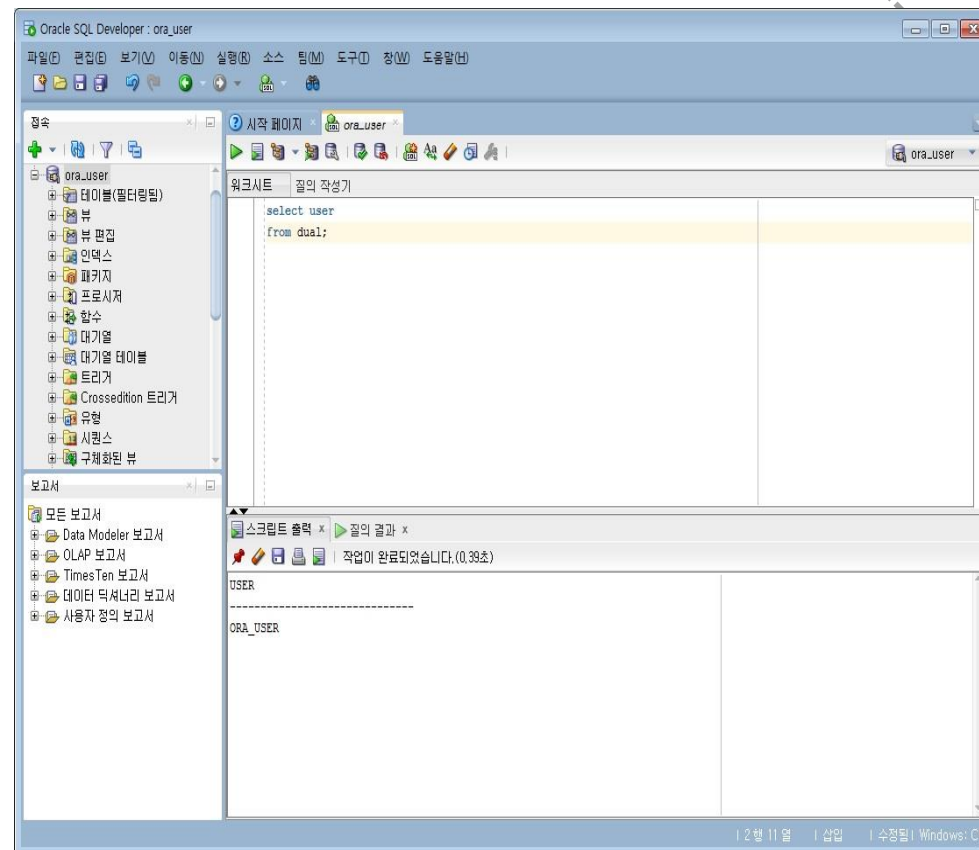 Oracle SQL Developer : ora_user
파일(F) 편집(E) 보기(V) 이동(N) 실행(R) 소스 팀(M) 도구(T) 창(W) 도움말(H)
접속
ora_user
테이블(필터링됨)
뷰
뷰 편집
인덱스
패키지
프로시저
함수
대기열
대기열 테이블
트리거
Crossedition 트리거
유형
시퀀스
구체화된 뷰
보고서
모든 보고서
Data Modeler 보고서
OLAP 보고서
TimesTen 보고서
데이터 딕셔너리 보고서
사용자 정의 보고서
시작 페이지 ora_user
ora_user
워크시트 질의 작성기
select user
from dual;
스크립트 출력 x 질의 결과 x
작업이 완료되었습니다.(0.39초)
USER
------------------------------
ORA_USER
2행 11열 | 삽입 | 수정됨 | Windows: C